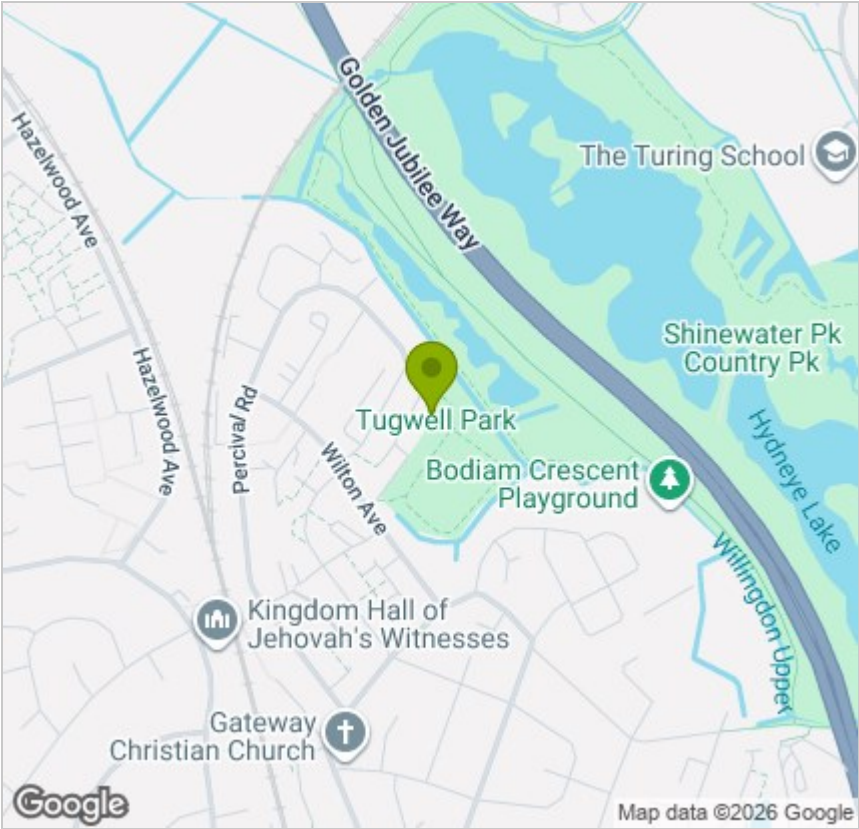 Golden Jubilee Way
Hazelwood Ave
The Turing School
Shinewater Pk
Country Pk
Hazelwood Ave
Percival Rd
Tugwell Park
Wilton Ave
Bodiam Crescent
Playground
Hydneye Lake
Willingdon Upper
Kingdom Hall of
Jehovah's Witnesses
Gateway
Christian Church
Google
Map data ©2026 Google